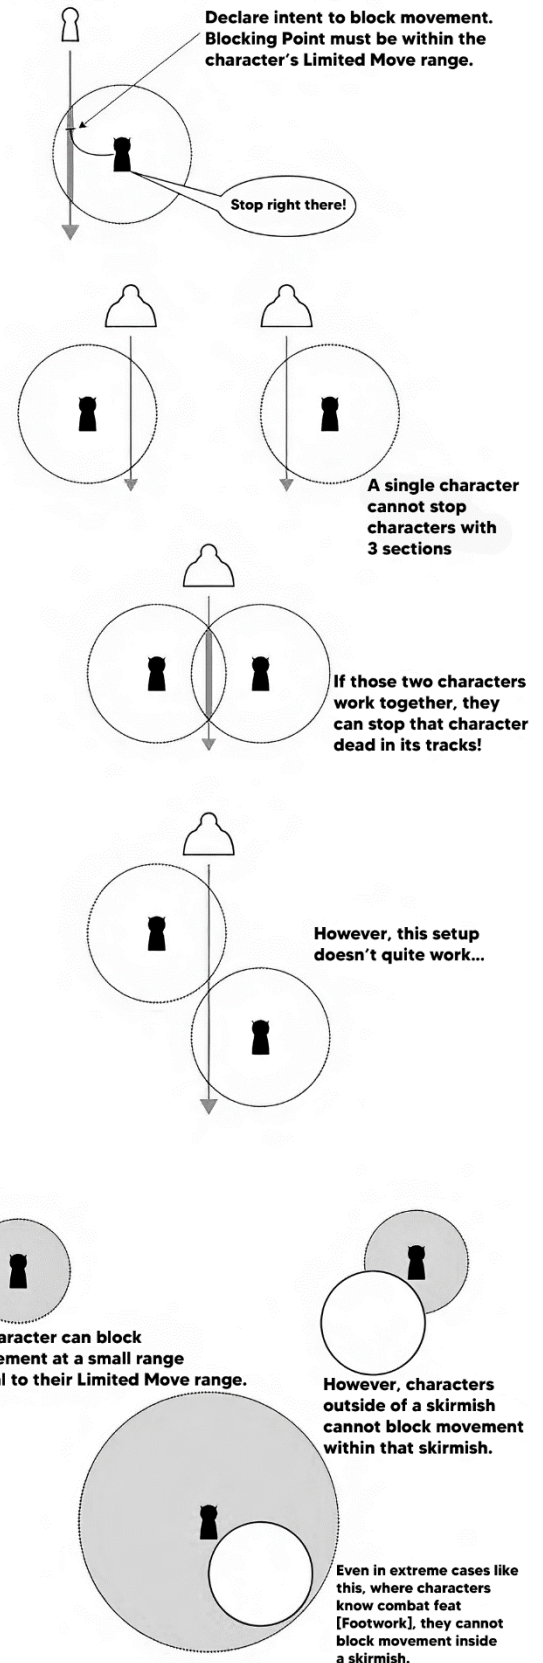 Declare intent to block movement.
Blocking Point must be within the
character's Limited Move range.
Stop right there!
A single character
cannot stop
characters with
3 sections
If those two characters
work together, they
can stop that character
dead in its tracks!
However, this setup
doesn't quite work...
aracter can block
ement at a small range
l to their Limited Move range.
However, characters
outside of a skirmish
cannot block movement
within that skirmish.
Even in extreme cases like
this, where characters
know combat feat
[Footwork], they cannot
block movement inside
a skirmish.